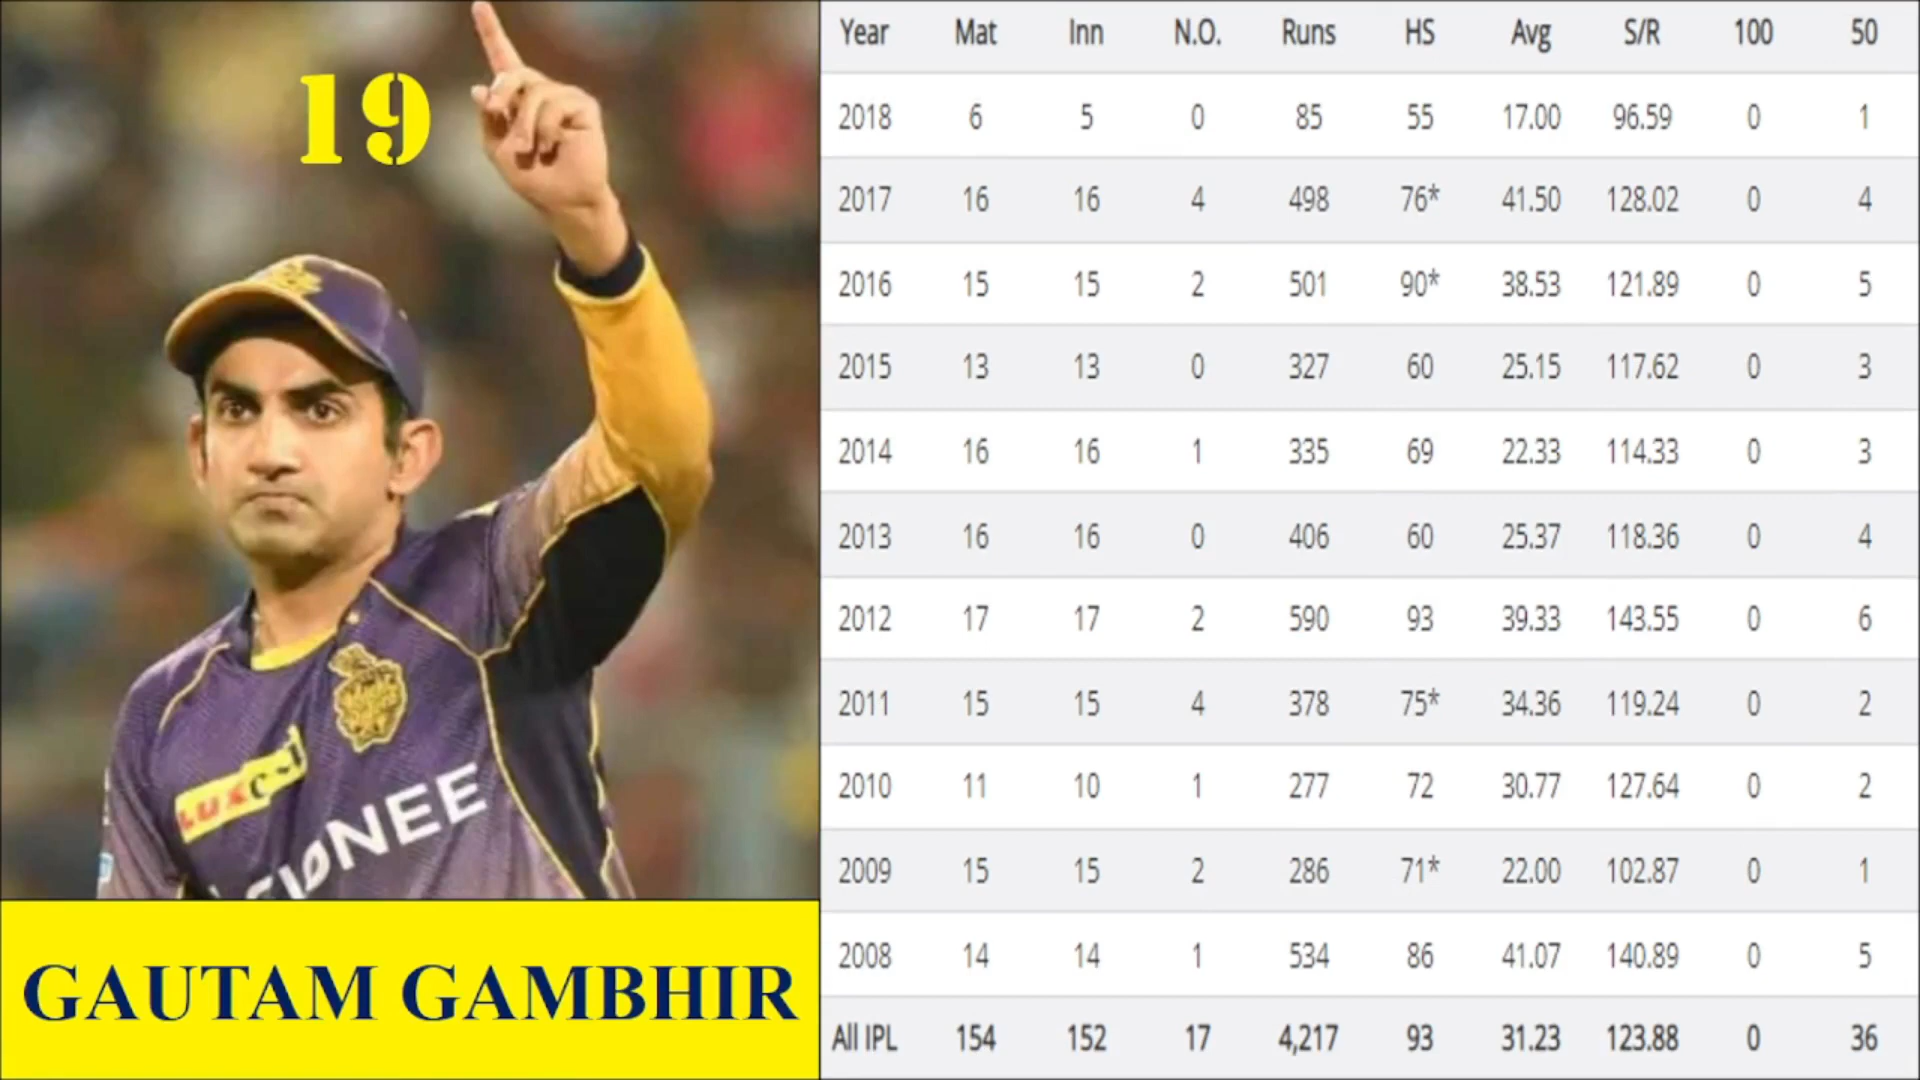 19
LUX cozi
GAUTAM GAMBHIR
Year Mat Inn N.O. Runs HS Avg S/R 100 50
2018 6 5 0 85 55 17.00 96.59 0 1
2017 16 16 4 498 76* 41.50 128.02 0 4
2016 15 15 2 501 90* 38.53 121.89 0 5
2015 13 13 0 327 60 25.15 117.62 0 3
2014 16 16 1 335 69 22.33 114.33 0 3
2013 16 16 0 406 60 25.37 118.36 0 4
2012 17 17 2 590 93 39.33 143.55 0 6
2011 15 15 4 378 75* 34.36 119.24 0 2
2010 11 10 1 277 72 30.77 127.64 0 2
2009 15 15 2 286 71* 22.00 102.87 0 1
2008 14 14 1 534 86 41.07 140.89 0 5
All IPL 154 152 17 4,217 93 31.23 123.88 0 36